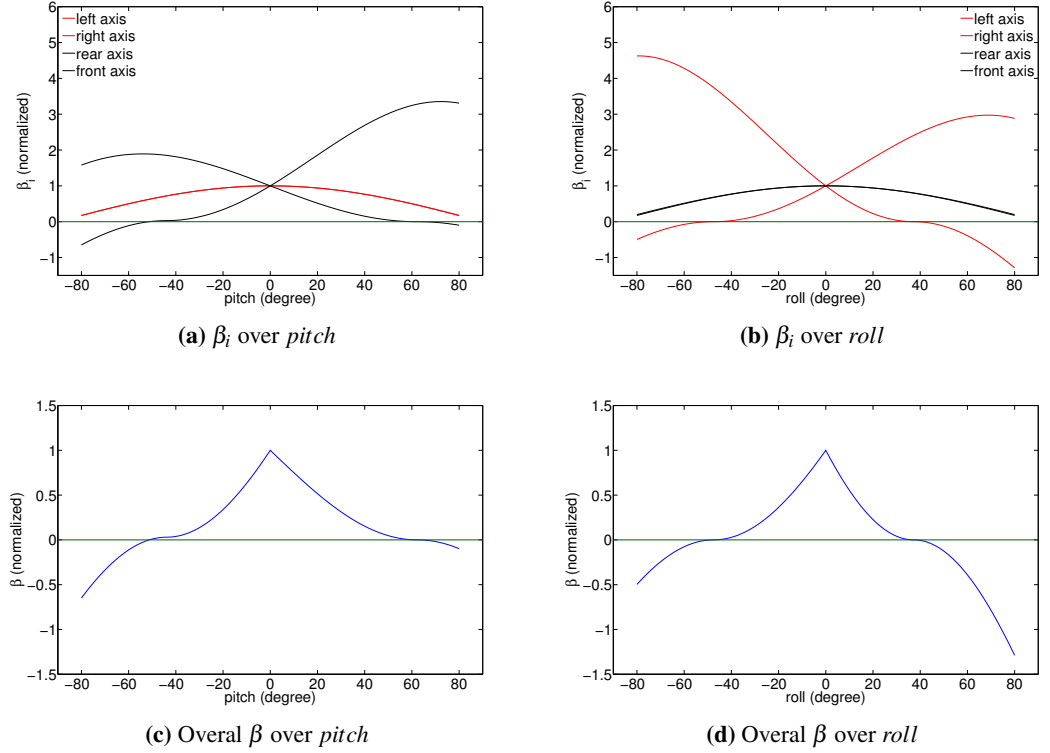 6
5
4
3
2
1
0
−1
−80 −60 −40 −20 0 20 40 60 80
pitch (degree)
βi (normalized)
left axis
right axis
rear axis
front axis
(a) βi over pitch
6
5
4
3
2
1
0
−1
−80 −60 −40 −20 0 20 40 60 80
roll (degree)
βi (normalized)
left axis
right axis
rear axis
front axis
(b) βi over roll
1.5
1
0.5
0
−0.5
−1
−1.5
−80 −60 −40 −20 0 20 40 60 80
pitch (degree)
β (normalized)
(c) Overal β over pitch
1.5
1
0.5
0
−0.5
−1
−1.5
−80 −60 −40 −20 0 20 40 60 80
roll (degree)
β (normalized)
(d) Overal β over roll